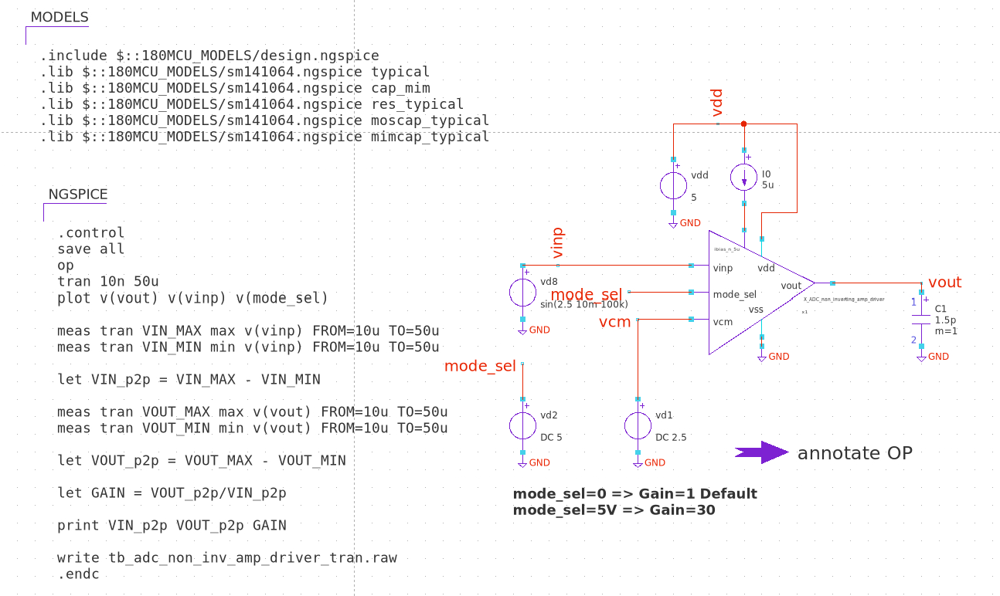 MODELS
.include $::180MCU_MODELS/design.ngspice
.lib $::180MCU_MODELS/sm141064.ngspice typical
.lib $::180MCU_MODELS/sm141064.ngspice cap_mim
.lib $::180MCU_MODELS/sm141064.ngspice res_typical
.lib $::180MCU_MODELS/sm141064.ngspice moscap_typical
.lib $::180MCU_MODELS/sm141064.ngspice mimcap_typical
NGSPICE
.control
save all
op
tran 10n 50u
plot v(vout) v(vinp) v(mode_sel)
meas tran VIN_MAX max v(vinp) FROM=10u TO=50u
meas tran VIN_MIN min v(vinp) FROM=10u TO=50u
let VIN_p2p = VIN_MAX - VIN_MIN
meas tran VOUT_MAX max v(vout) FROM=10u TO=50u
meas tran VOUT_MIN min v(vout) FROM=10u TO=50u
let VOUT_p2p = VOUT_MAX - VOUT_MIN
let GAIN = VOUT_p2p/VIN_p2p
print VIN_p2p VOUT_p2p GAIN
write tb_adc_non_inv_amp_driver_tran.raw
.endc
vdd
+
vdd
5
GND
+
I0
5u
vinp
+
vd8
sin(2.5 10m 100k)
GND
mode_sel
vcm
ibias_n_5u
vinp
vdd
mode_sel
vout
vss
vcm
X_ADC_non_inverting_amp_driver
x1
GND
vout
1
+
C1
1.5p
m=1
2
GND
mode_sel
+
vd2
DC 5
GND
+
vd1
DC 2.5
GND
annotate OP
mode_sel=0 => Gain=1 Default
mode_sel=5V => Gain=30